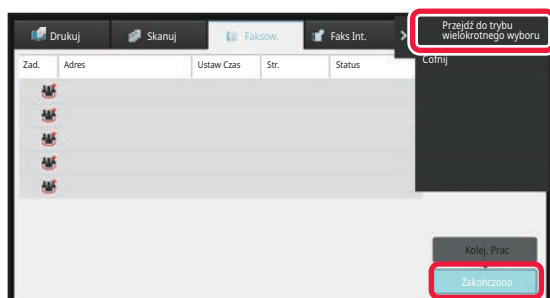 Drukuj
Skanuj
Faksow.
Faks Int.
Przejdź do trybu
wielokrotnego wyboru
Zad.
Adres
Ustaw Czas
Str.
Status
Cofnij
Kolej. Prac
Zakończono